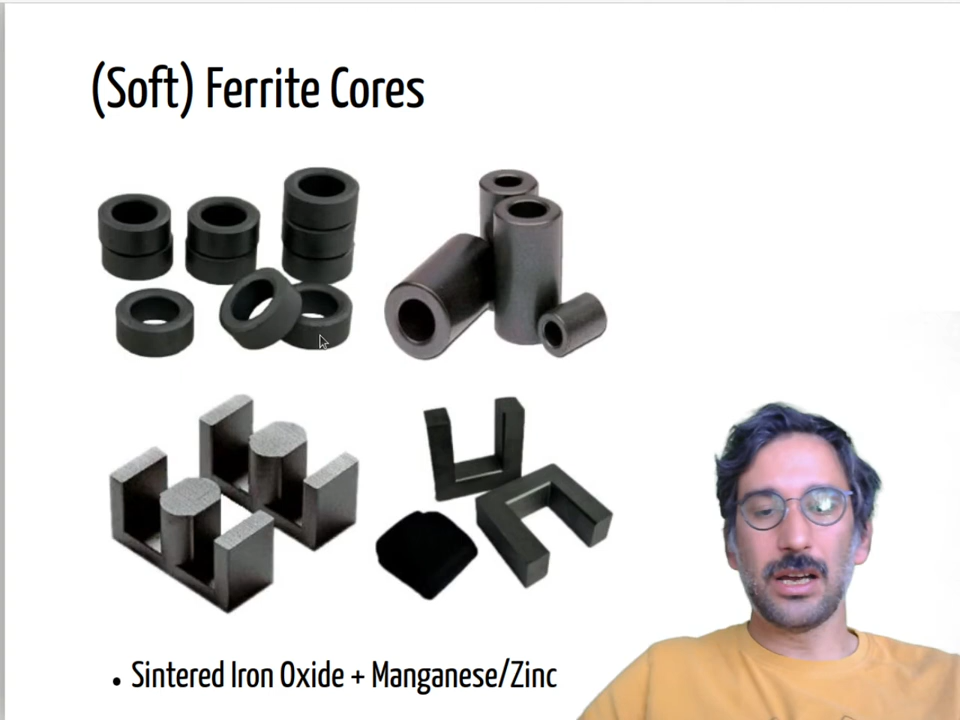 (Soft) Ferrite Cores
• Sintered Iron Oxide + Manganese/Zinc